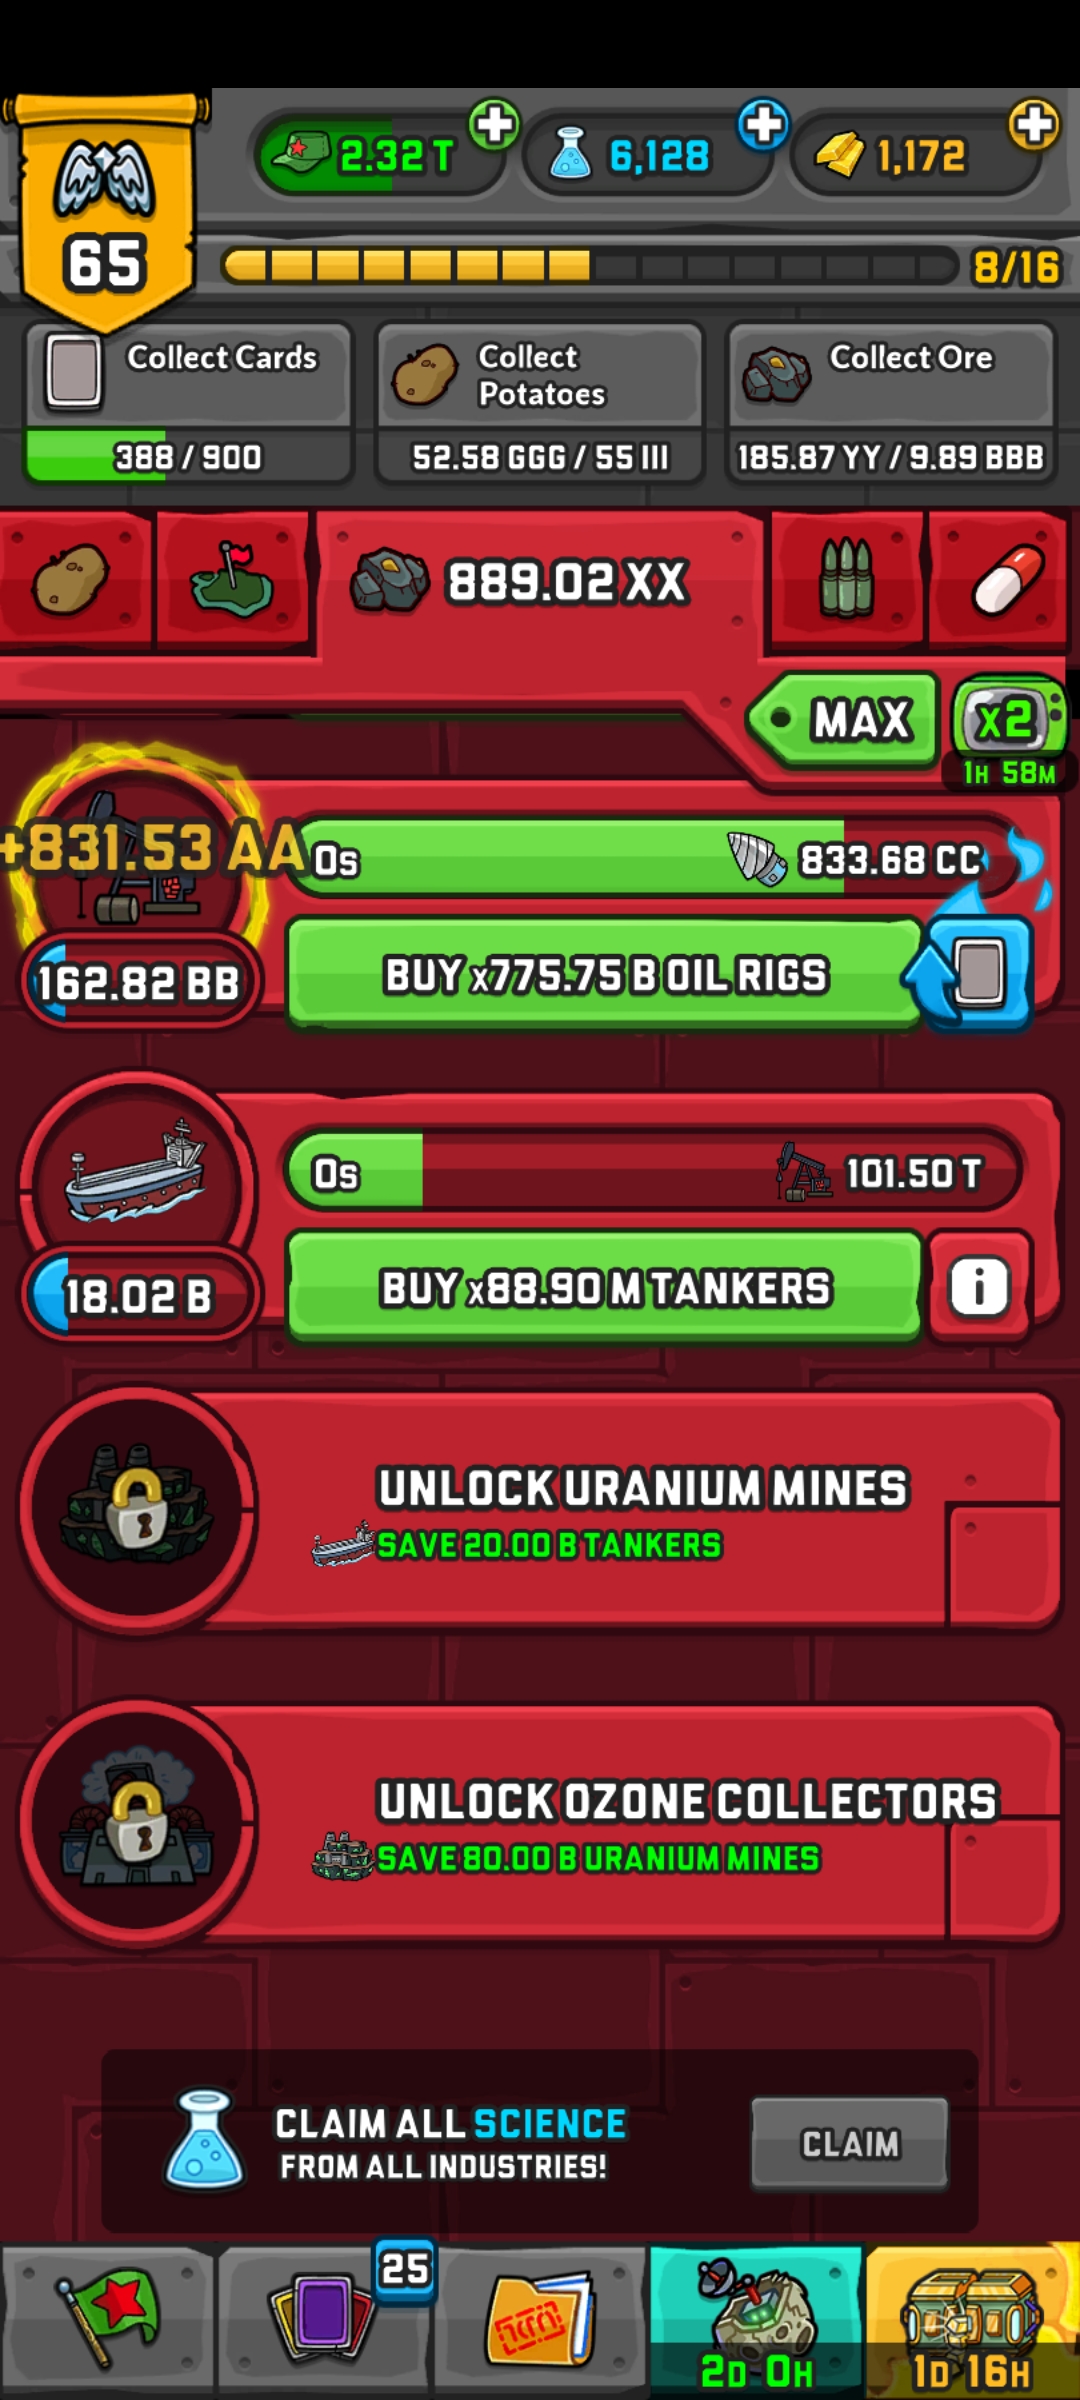 2.32 T
6,128
1,172
65
8/16
Collect Cards
388 / 900
Collect
Potatoes
52.58 GGG / 55 III
Collect Ore
185.87 YY / 9.89 BBB
889.02 XX
MAX
x2
1H 58M
+831.53 AA
0s
833.68 CC
162.82 BB
BUY x775.75 B OIL RIGS
0s
101.50 T
18.02 B
BUY x88.90 M TANKERS
i
UNLOCK URANIUM MINES
SAVE 20.00 B TANKERS
UNLOCK OZONE COLLECTORS
SAVE 80.00 B URANIUM MINES
CLAIM ALL SCIENCE
FROM ALL INDUSTRIES!
CLAIM
25
2D 0H
1D 16H